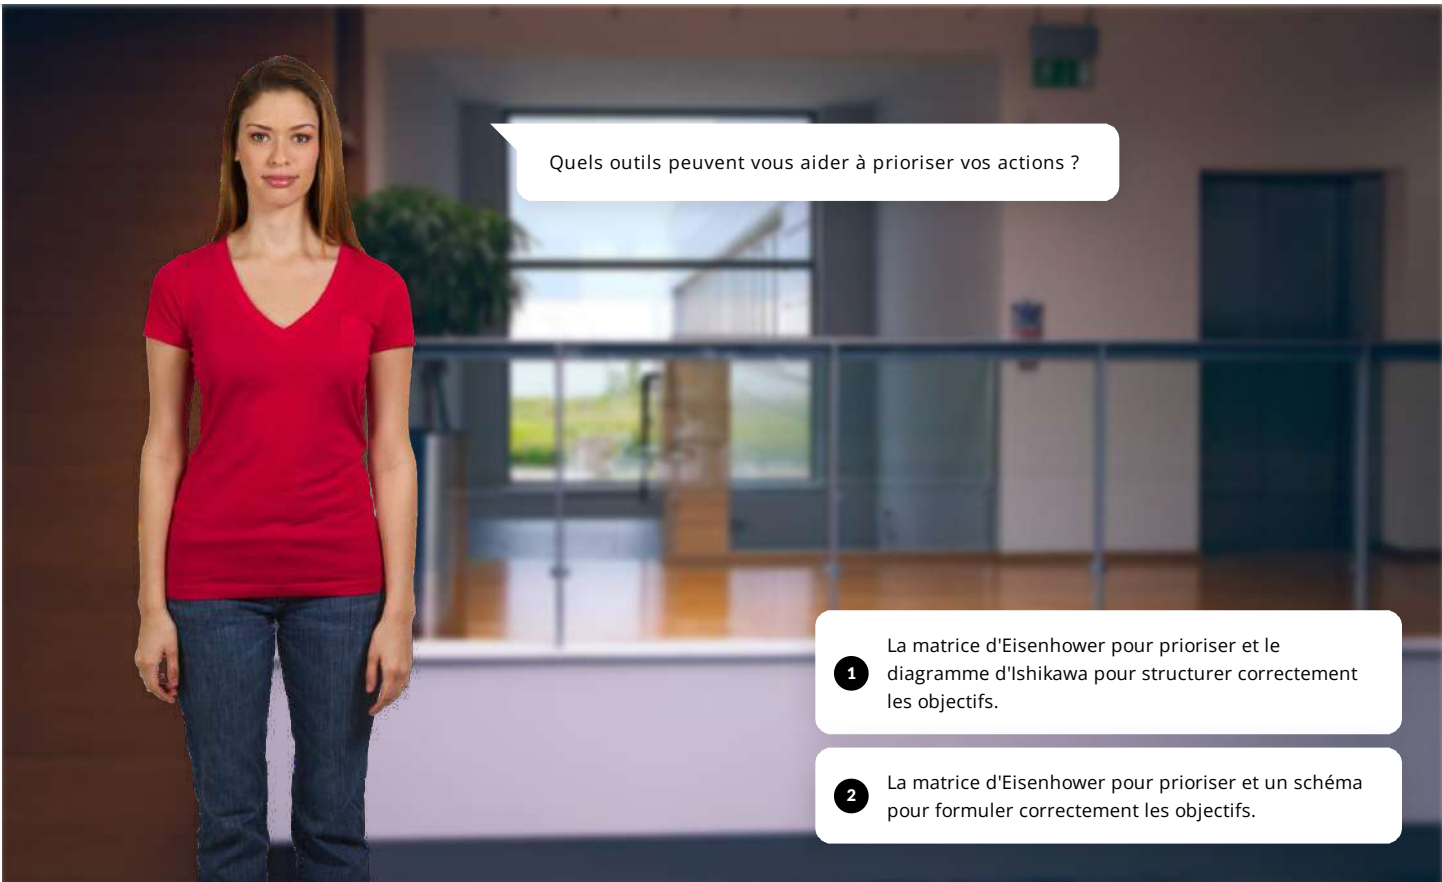 Quels outils peuvent vous aider à prioriser vos actions ?
1
La matrice d'Eisenhower pour prioriser et le
diagramme d'Ishikawa pour structurer correctement
les objectifs.
2
La matrice d'Eisenhower pour prioriser et un schéma
pour formuler correctement les objectifs.